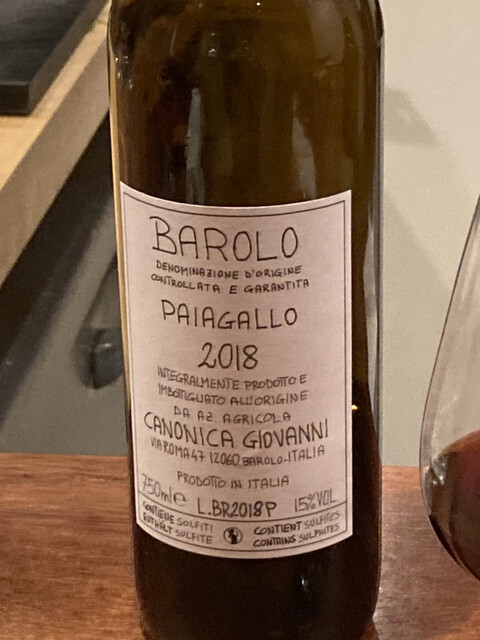 BAROLO
DENOMINAZIONE D'ORIGINE
CONTROLLATA E GARANTITA
PAIAGALLO
2018
INTEGRALMENTE PRODOTTO E
IMBOTTIGLIATO ALL'ORIGINE
DA AZ. AGRICOLA
CANONICA GIOVANNI
VIA ROMA 47 12060 BAROLO-ITALIA
PRODOTTO IN ITALIA
750ml e L.BR2018P 15%VOL
CONTIENE SOLFITI CONTIENT SULFITES
ENTHÄLT SULFITE CONTAINS SULPHITES